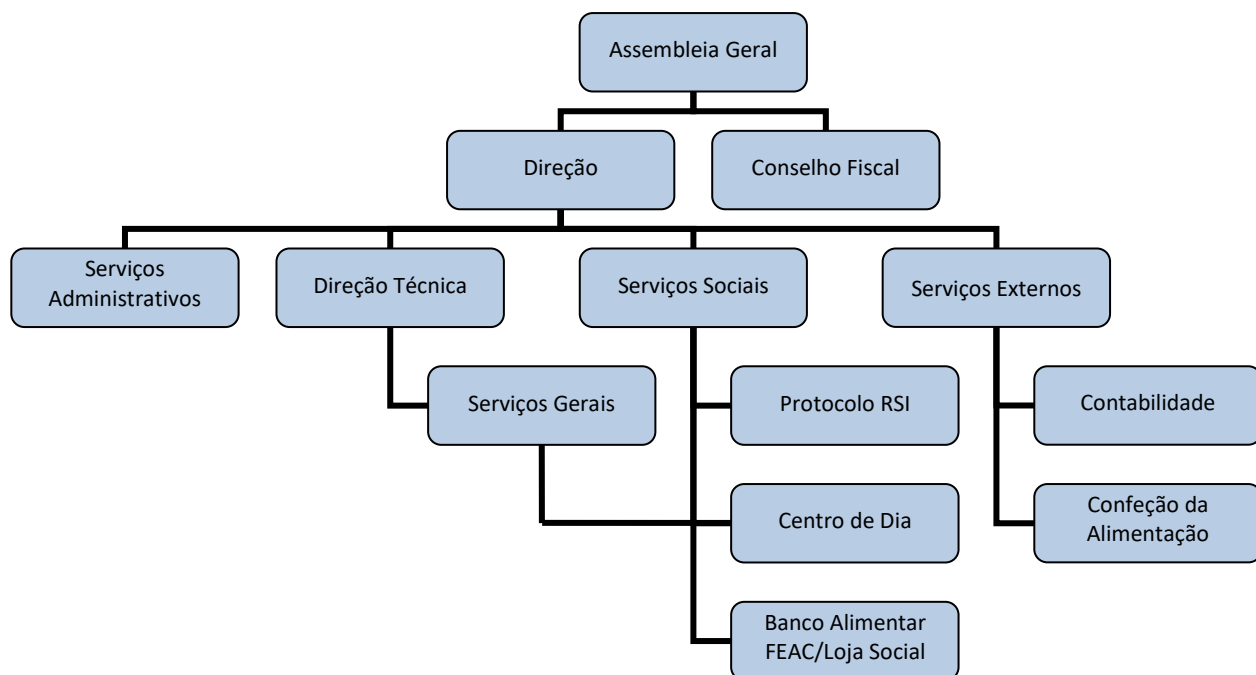 Assembleia Geral
Direção
Conselho Fiscal
Serviços
Administrativos
Direção Técnica
Serviços Sociais
Serviços Externos
Serviços Gerais
Protocolo RSI
Contabilidade
Centro de Dia
Confeção da
Alimentação
Banco Alimentar
FEAC/Loja Social